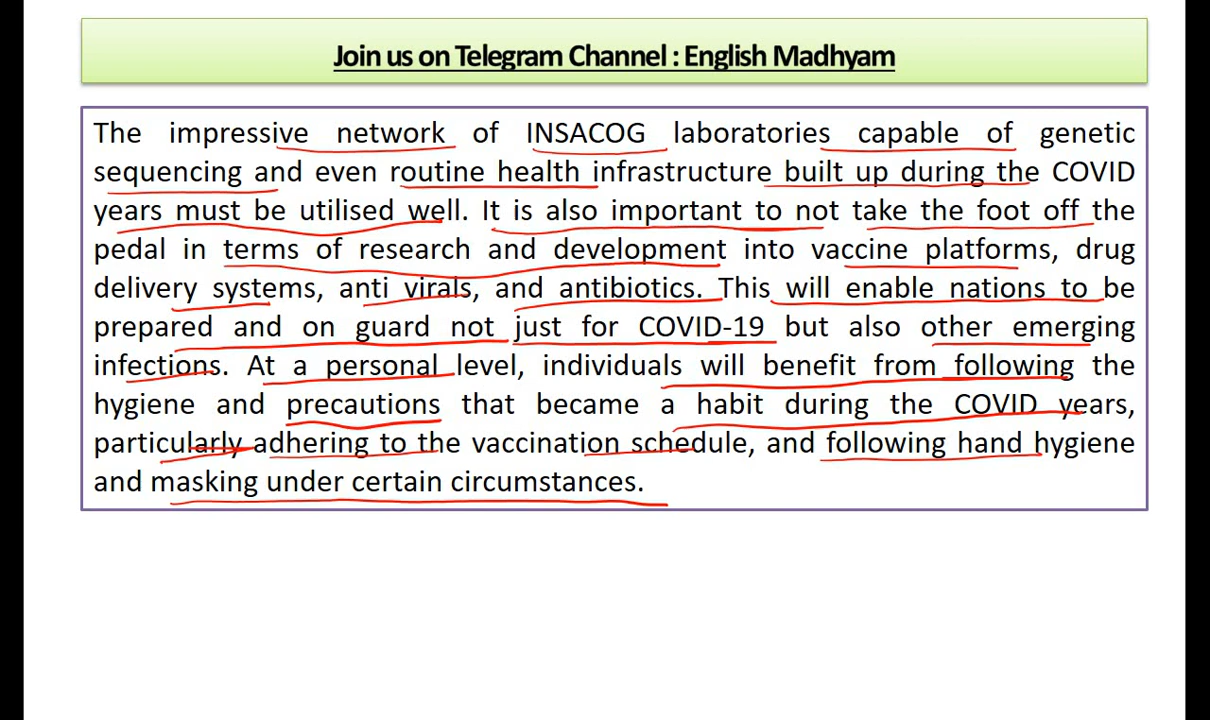 Join us on Telegram Channel : English Madhyam
The impressive network of INSACOG laboratories capable of genetic
sequencing and even routine health infrastructure built up during the COVID
years must be utilised well. It is also important to not take the foot off the
pedal in terms of research and development into vaccine platforms, drug
delivery systems, anti virals, and antibiotics. This will enable nations to be
prepared and on guard not just for COVID-19 but also other emerging
infections. At a personal level, individuals will benefit from following the
hygiene and precautions that became a habit during the COVID years,
particularly adhering to the vaccination schedule, and following hand hygiene
and masking under certain circumstances.